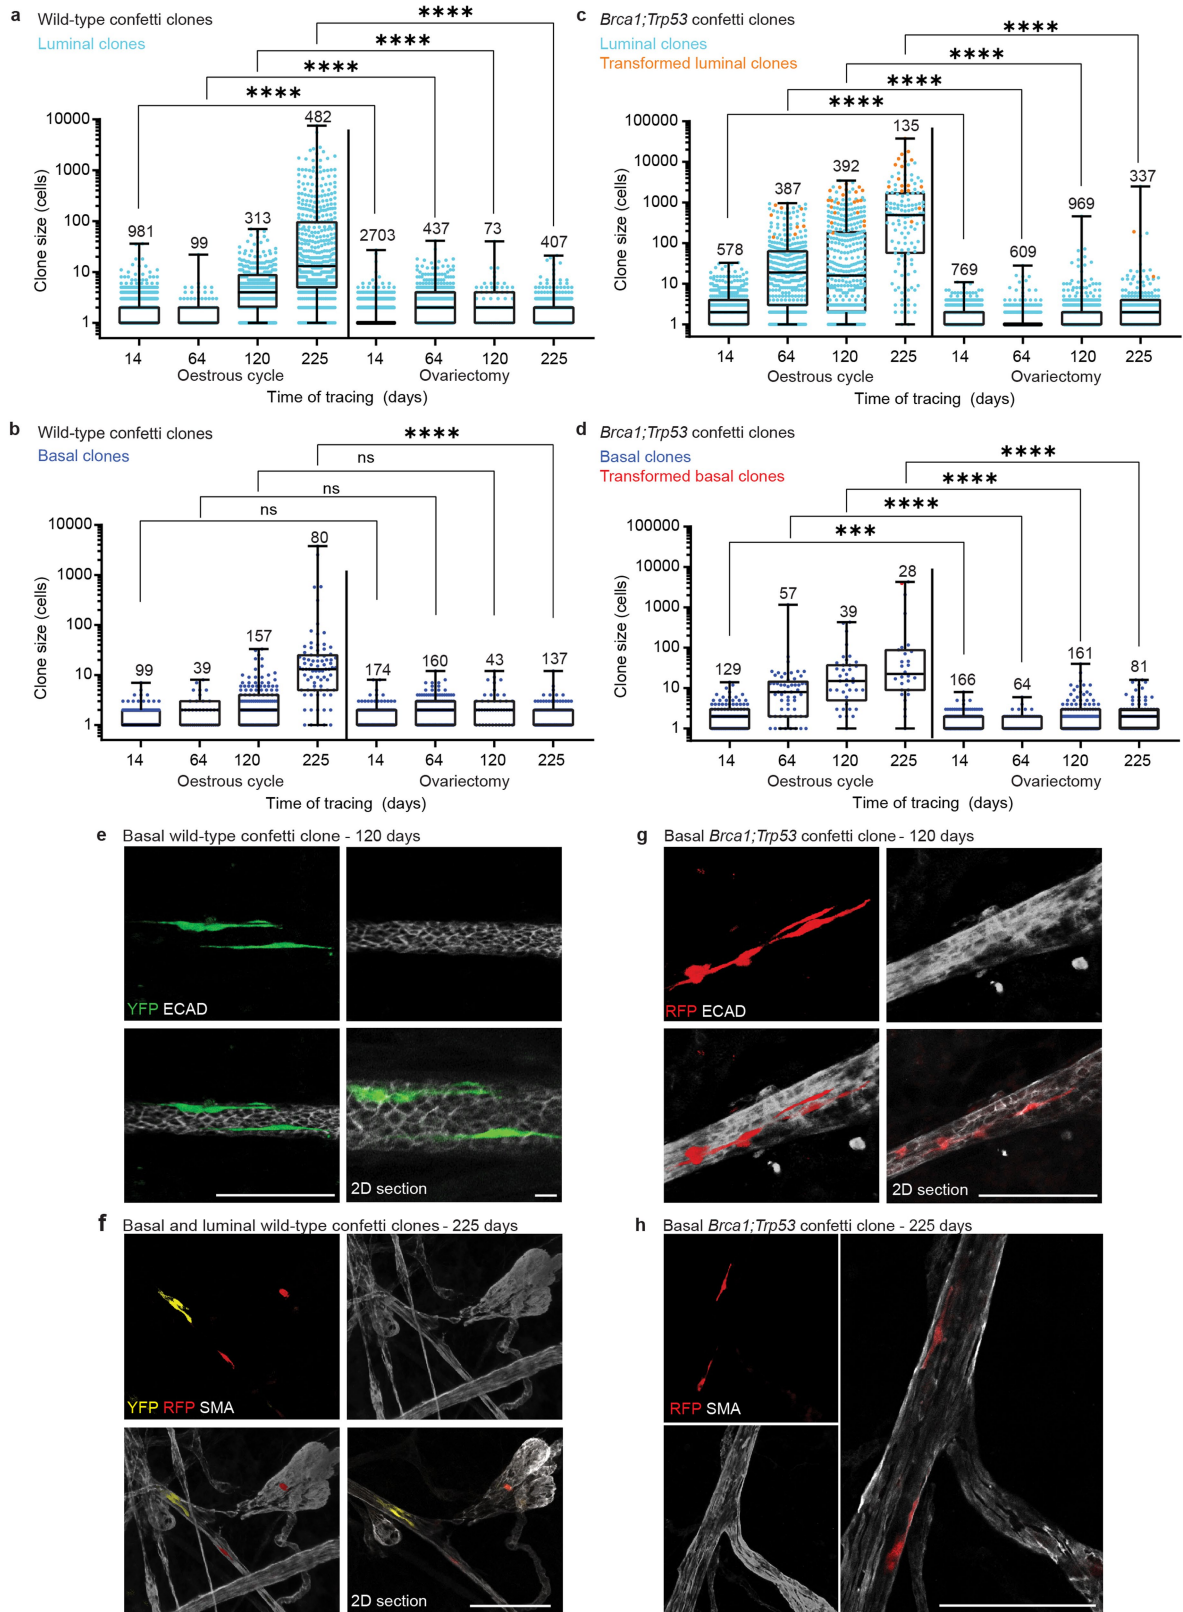 a Wild-type confetti clones
Luminal clones
****
****
****
****
482
981
99
313
2703
437
73
407
10000
1000
100
10
1
Clone size (cells)
14 64 120 225 14 64 120 225
Oestrous cycle Ovariectomy
Time of tracing (days)
c Brca1;Trp53 confetti clones
Luminal clones
Transformed luminal clones
****
****
****
****
135
392
387
578
769
609
969
337
100000
10000
1000
100
10
1
Clone size (cells)
14 64 120 225 14 64 120 225
Oestrous cycle Ovariectomy
Time of tracing (days)
b Wild-type confetti clones
Basal clones
****
ns
ns
ns
80
157
99
39
174
160
43
137
10000
1000
100
10
1
Clone size (cells)
14 64 120 225 14 64 120 225
Oestrous cycle Ovariectomy
Time of tracing (days)
d Brca1;Trp53 confetti clones
Basal clones
Transformed basal clones
****
****
****
***
28
57
39
129
166
64
161
81
100000
10000
1000
100
10
1
Clone size (cells)
14 64 120 225 14 64 120 225
Oestrous cycle Ovariectomy
Time of tracing (days)
e Basal wild-type confetti clone - 120 days
YFP ECAD
2D section
g Basal Brca1;Trp53 confetti clone - 120 days
RFP ECAD
2D section
f Basal and luminal wild-type confetti clones - 225 days
YFP RFP SMA
2D section
h Basal Brca1;Trp53 confetti clone - 225 days
RFP SMA